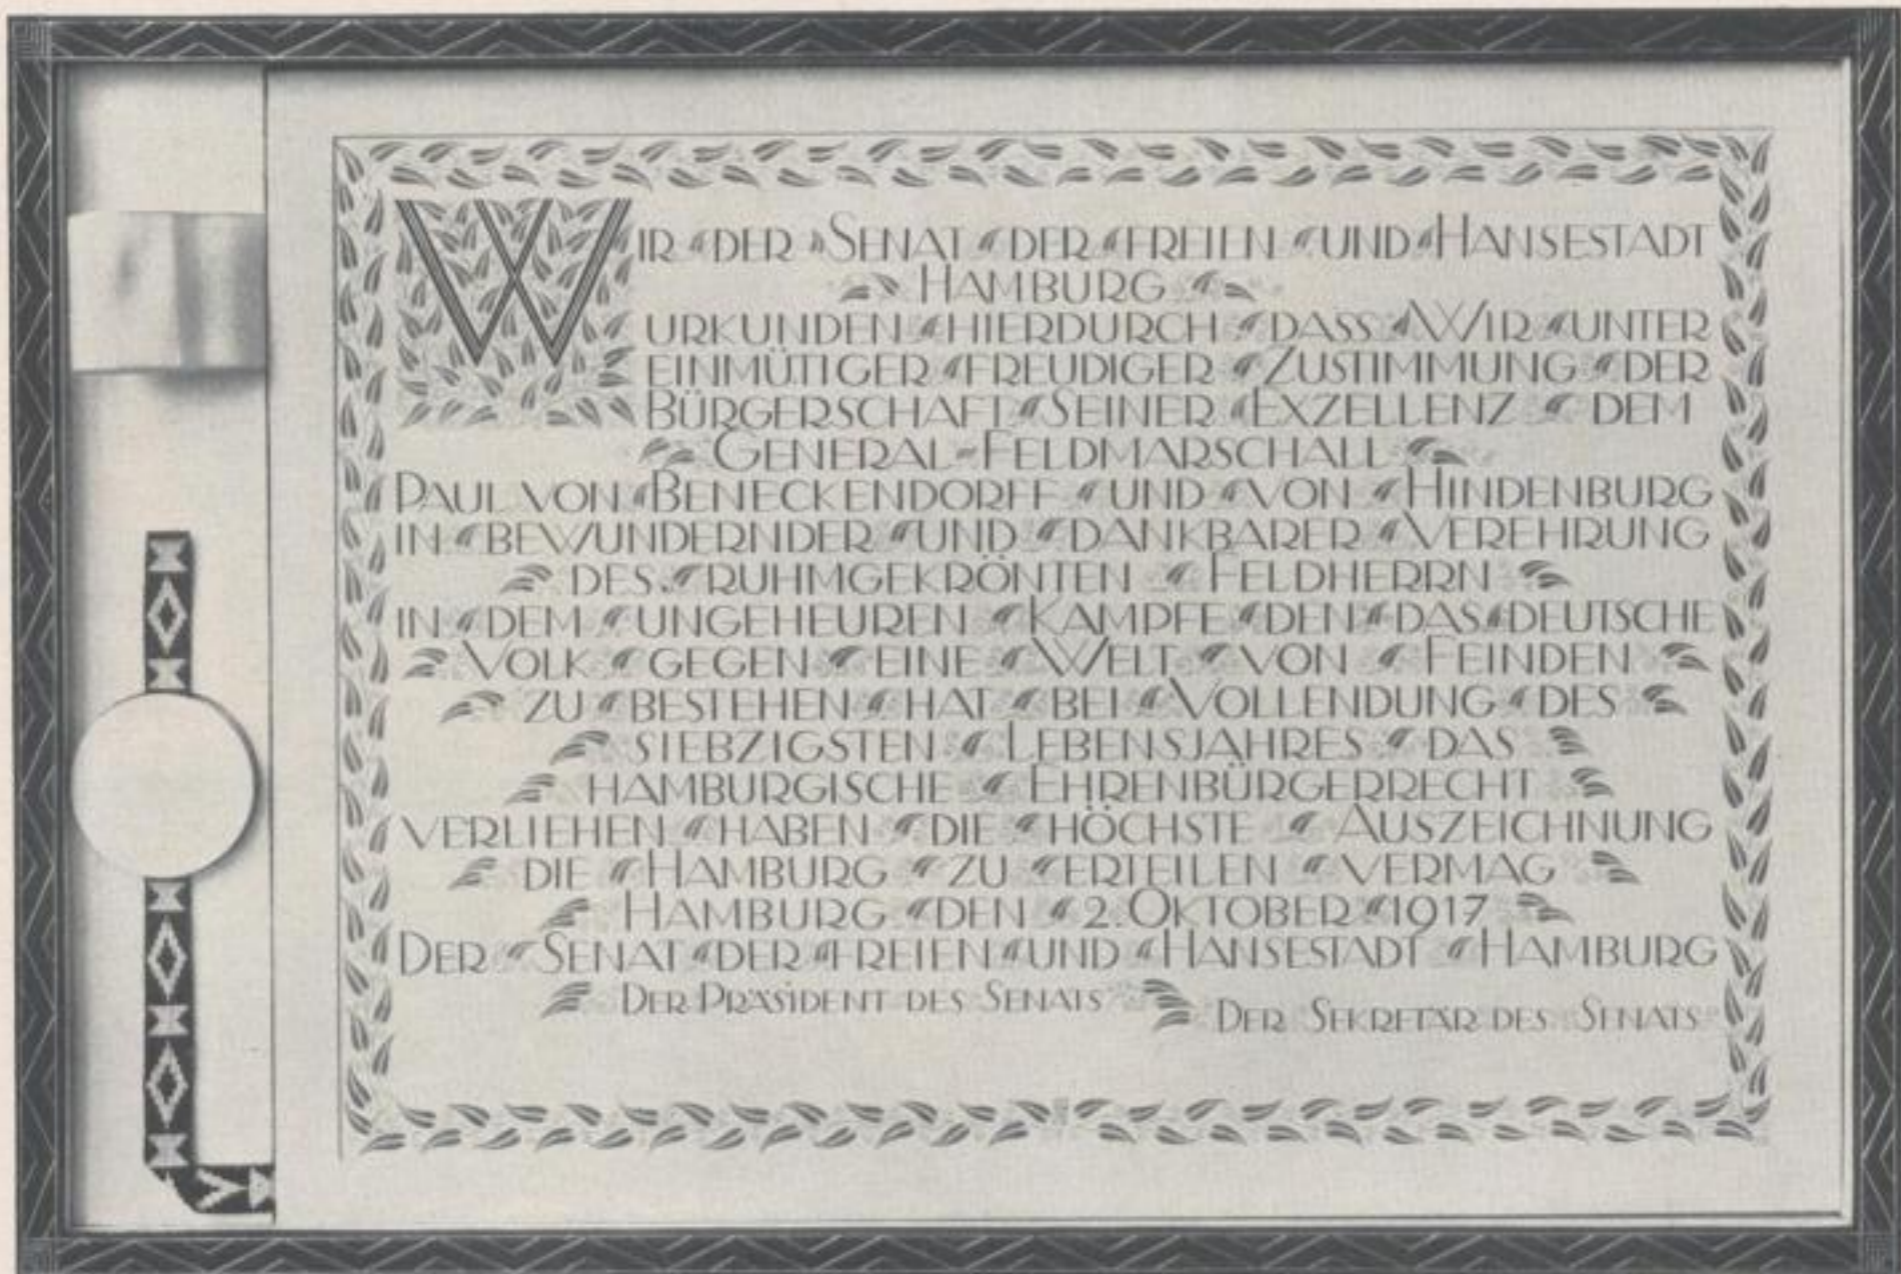 WIR DER SENAT DER FREIEN UND HANSESTADT
HAMBURG
URKUNDEN HIERDURCH DASS WIR UNTER
EINMÜTIGER FREUDIGER ZUSTIMMUNG DER
BÜRGERSCHAFT SEINER EXZELLENZ DEM
GENERAL-FELDMARSCHALL
PAUL VON BENECKENDORFF UND VON HINDENBURG
IN BEWUNDERNDER UND DANKBARER VEREHRUNG
DES RUHMGEKRÖNTEN FELDHERRN
IN DEM UNGEHEUREN KAMPFE DEN DAS DEUTSCHE
VOLK GEGEN EINE WELT VON FEINDEN
ZU BESTEHEN HAT BEI VOLLENDUNG DES
SIEBZIGSTEN LEBENSJAHRES DAS
HAMBURGISCHE EHRENBÜRGERRECHT
VERLIEHEN HABEN DIE HÖCHSTE AUSZEICHNUNG
DIE HAMBURG ZU ERTEILEN VERMAG
HAMBURG DEN 2. OKTOBER 1917
DER SENAT DER FREIEN UND HANSESTADT HAMBURG
DER PRÄSIDENT DES SENATS
DER SEKRETÄR DES SENATS